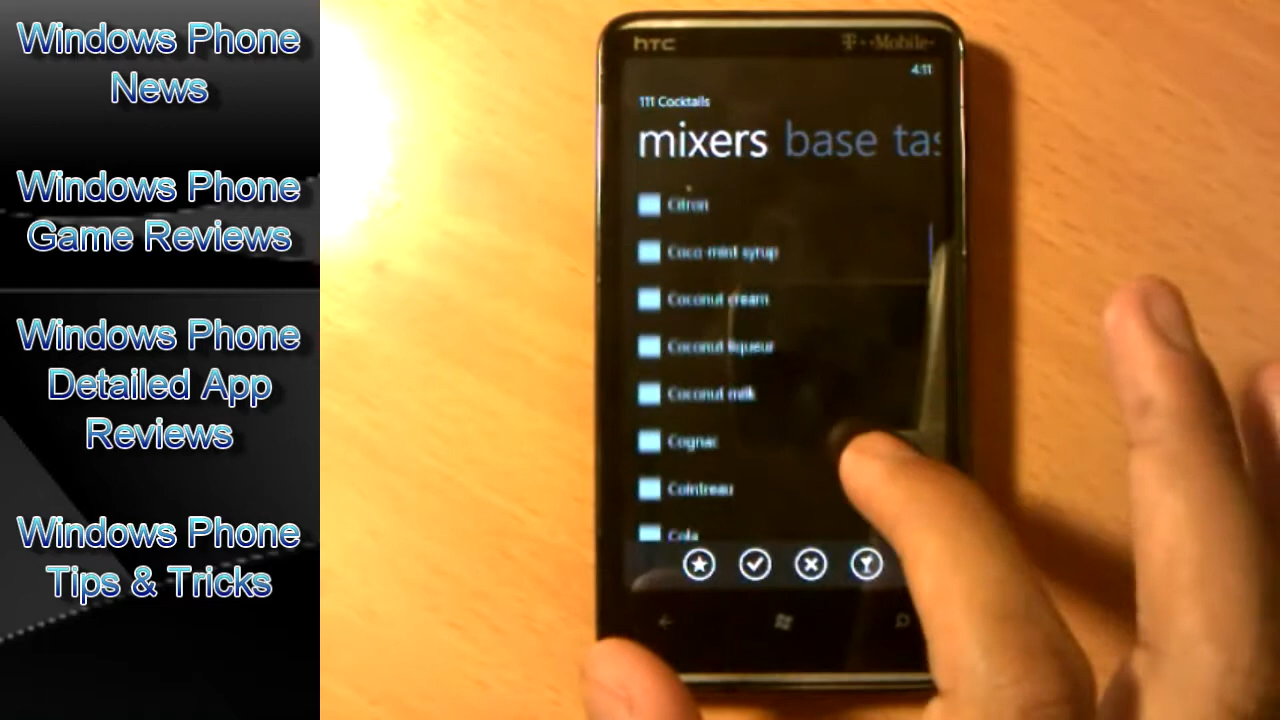 Windows Phone
News
Windows Phone
Game Reviews
Windows Phone
Detailed App
Reviews
Windows Phone
Tips & Tricks
hTC
T··Mobile·
4:11
111 Cocktails
mixers base tas
Citron
Coco-mint syrup
Coconut cream
Coconut liqueur
Coconut milk
Cognac
Cointreau
Cola